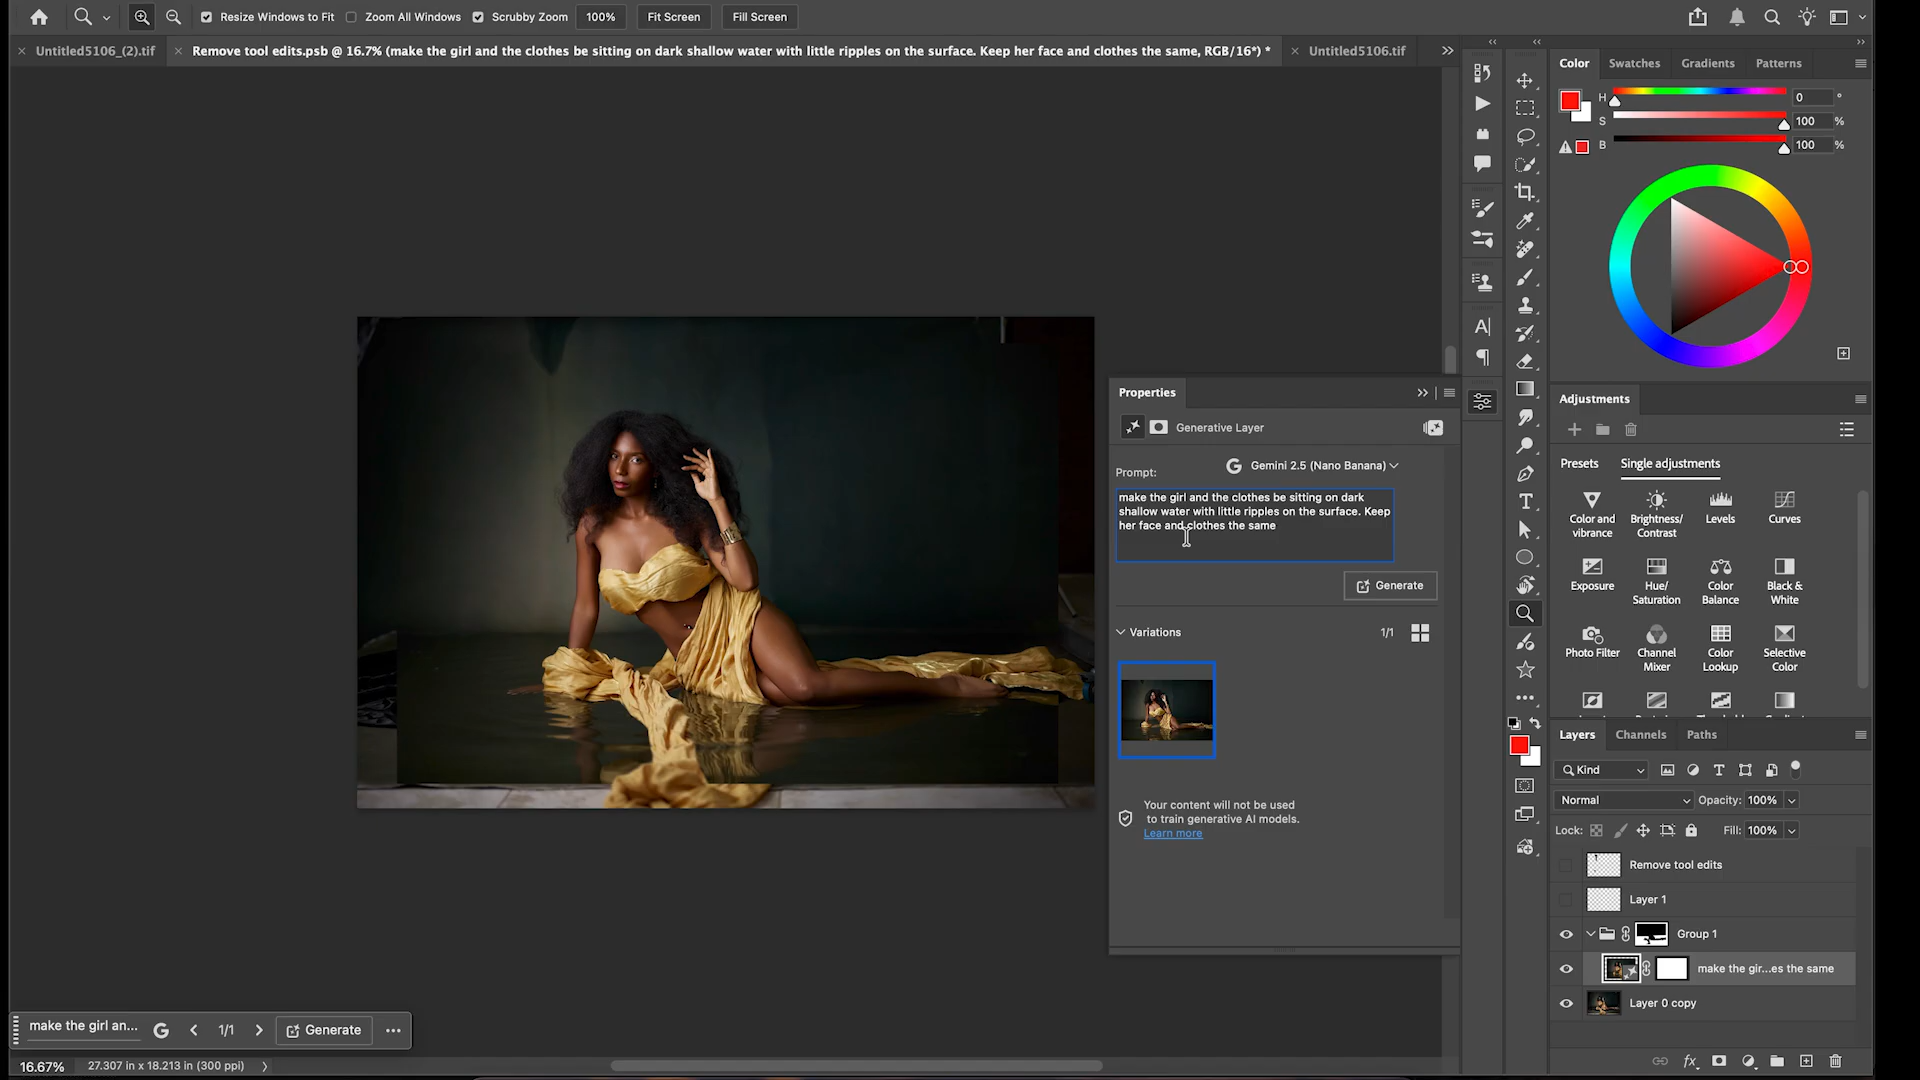 Resize Windows to Fit Zoom All Windows Scrubby Zoom 100% Fit Screen Fill Screen
Untitled5106_(2).tif Remove tool edits.psb @ 16.7% (make the girl and the clothes be sitting on dark shallow water with little ripples on the surface. Keep her face and clothes the same, RGB/16*) * Untitled5106.tif
Color Swatches Gradients Patterns
H 0 °
S 100 %
B 100 %
Properties
Generative Layer
Prompt: Gemini 2.5 (Nano Banana)
make the girl and the clothes be sitting on dark
shallow water with little ripples on the surface. Keep
her face and clothes the same
Generate
Variations 1/1
Your content will not be used
to train generative AI models.
Learn more
Adjustments
Presets Single adjustments
Color and vibrance
Brightness/ Contrast
Levels
Curves
Exposure
Hue/ Saturation
Color Balance
Black & White
Photo Filter
Channel Mixer
Color Lookup
Selective Color
Layers Channels Paths
Kind
Normal Opacity: 100%
Lock: Fill: 100%
Remove tool edits
Layer 1
Group 1
make the gir...es the same
Layer 0 copy
make the girl an... 1/1 Generate
16.67% 27.307 in x 18.213 in (300 ppi)
fx